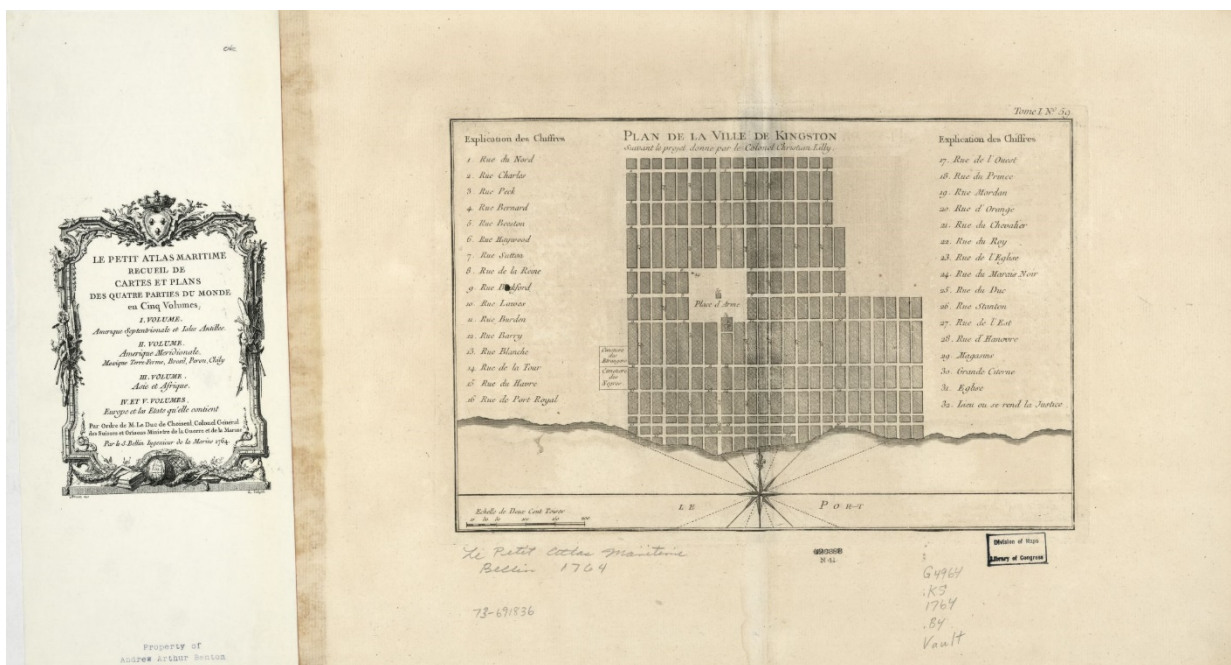 LE PETIT ATLAS MARITIME
RECUEIL DE
CARTES ET PLANS
DES QUATRE PARTIES DU MONDE
en Cinq Volumes,
I. VOLUME.
Amerique Septentrionale et Isles Antilles.
II. VOLUME.
Amerique Meridionale.
Mexique Terre-Ferme, Bresil, Perou, Chily
III. VOLUME.
Asie et Afrique.
IV. ET V. VOLUMES.
Europe et les Etats qu'elle contient
Par Ordre de M. Le Duc de Choiseul, Colonel Général
des Suisses et Grisons Ministre de la Guerre et de la Marine
Par le S. Bellin Ingenieur de la Marine 1764.
Property of
Andrew Arthur Benton
Tome I. No. 59
PLAN DE LA VILLE DE KINGSTON
Suivant le projet donne par le Colonel Christian Lilly.
Explication des Chiffres
1. Rue du Nord
2. Rue Charles
3. Rue Peck
4. Rue Bernard
5. Rue Beeston
6. Rue Haywood
7. Rue Sutton
8. Rue de la Reine
9. Rue
10. Rue Lawes
11. Rue Burdon
12. Rue Barry
13. Rue Blanche
14. Rue de la Tour
15. Rue du Havre
16. Rue de Port Royal
Explication des Chiffres
17. Rue de l'Ouest
18. Rue du Prince
19. Rue Mordan
20. Rue d'Orange
21. Rue du Chevalier
22. Rue du Roy
23. Rue de l'Eglise
24. Rue du Marais Noir
25. Rue du Duc
26. Rue Stanton
27. Rue de l'Est
28. Rue d'Hanovre
29. Magasins
30. Grande Citerne
31. Eglise
32. Lieu ou se rend la Justice.
Place d'Arme
Cimetiere
des
Etrangers
Cimetiere
des
Negres
Echelle de Deux Cent Toises
LE PORT
Le Petit Atlas Maritime
Bellin 1764
73-691836
Division of Maps
Library of Congress
G4964
.K5
1764
.B4
Vault